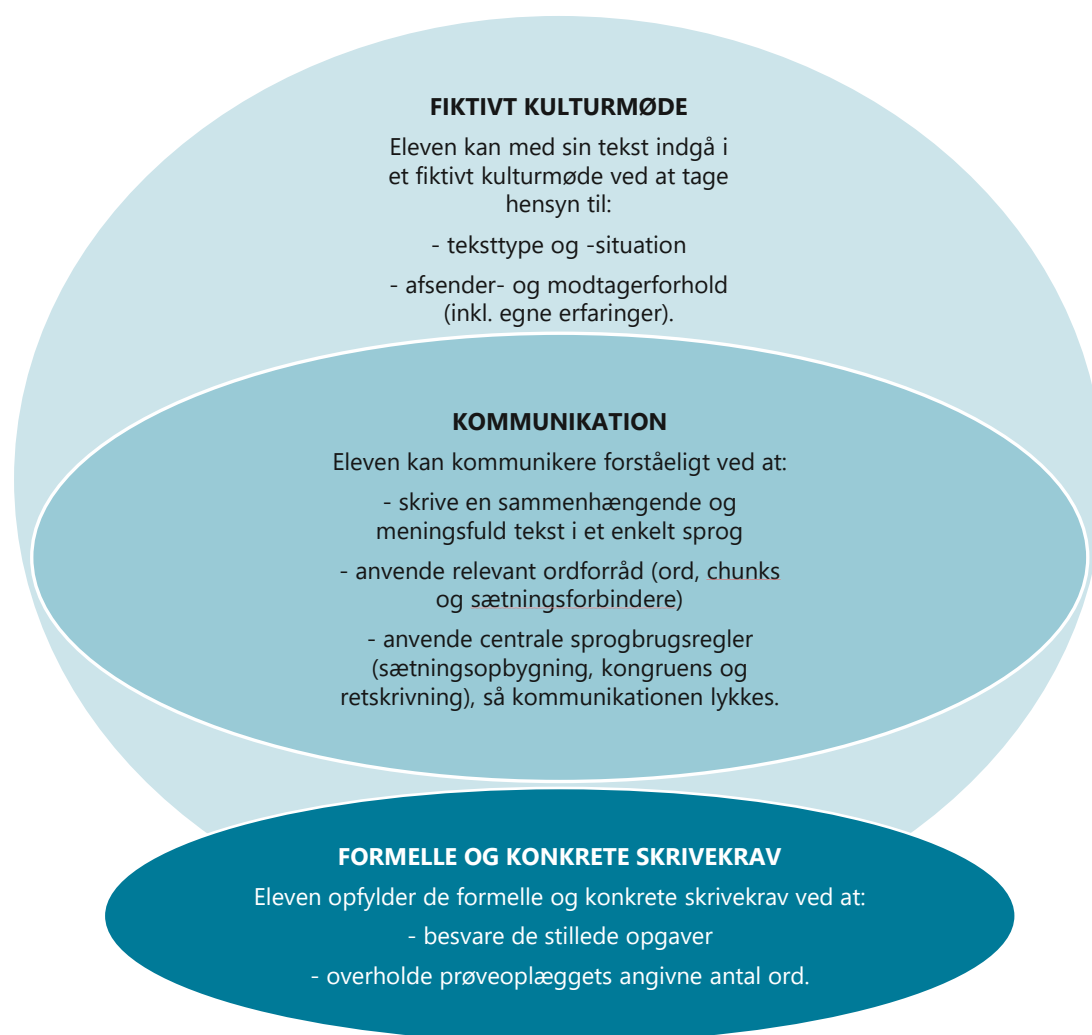 FIKTIVT KULTURMØDE
Eleven kan med sin tekst indgå i
et fiktivt kulturmøde ved at tage
hensyn til:
- teksttype og -situation
- afsender- og modtagerforhold
(inkl. egne erfaringer).
KOMMUNIKATION
Eleven kan kommunikere forståeligt ved at:
- skrive en sammenhængende og
meningsfuld tekst i et enkelt sprog
- anvende relevant ordforråd (ord, chunks
og sætningsforbindere)
- anvende centrale sprogbrugsregler
(sætningsopbygning, kongruens og
retskrivning), så kommunikationen lykkes.
FORMELLE OG KONKRETE SKRIVEKRAV
Eleven opfylder de formelle og konkrete skrivekrav ved at:
- besvare de stillede opgaver
- overholde prøveoplæggets angivne antal ord.